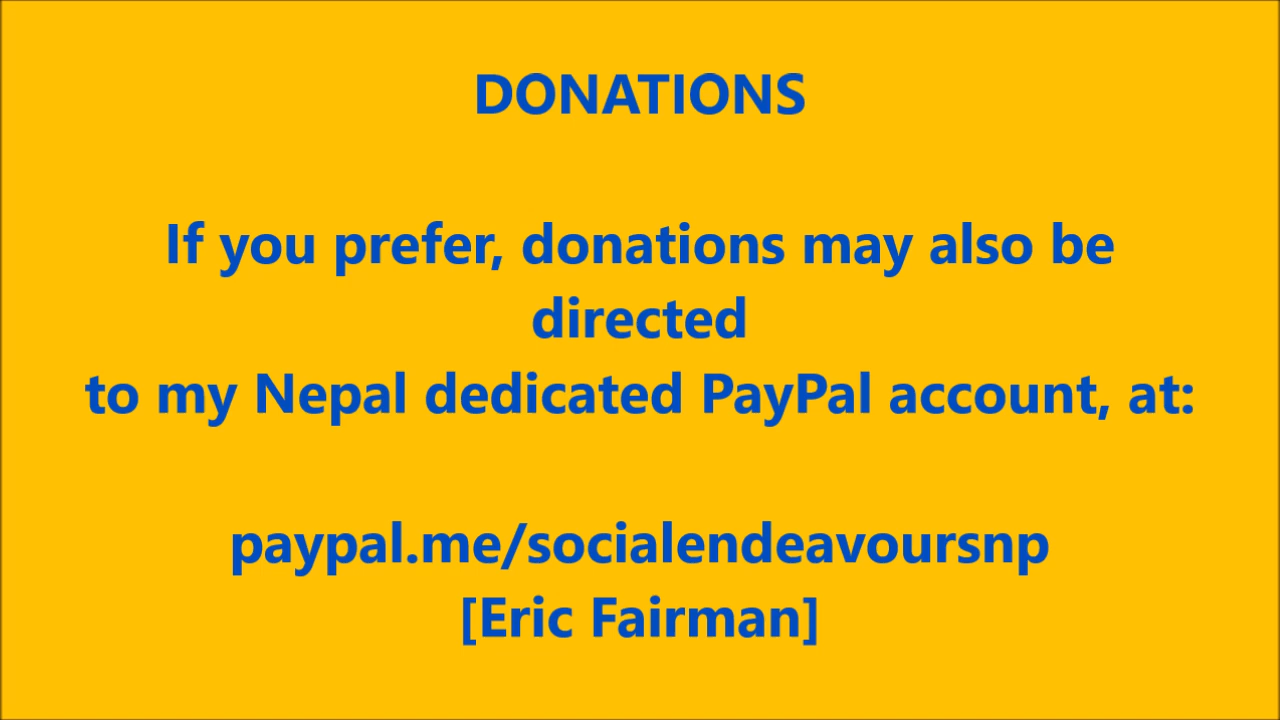 DONATIONS
If you prefer, donations may also be
directed
to my Nepal dedicated PayPal account, at:
paypal.me/socialendeavoursnp
[Eric Fairman]